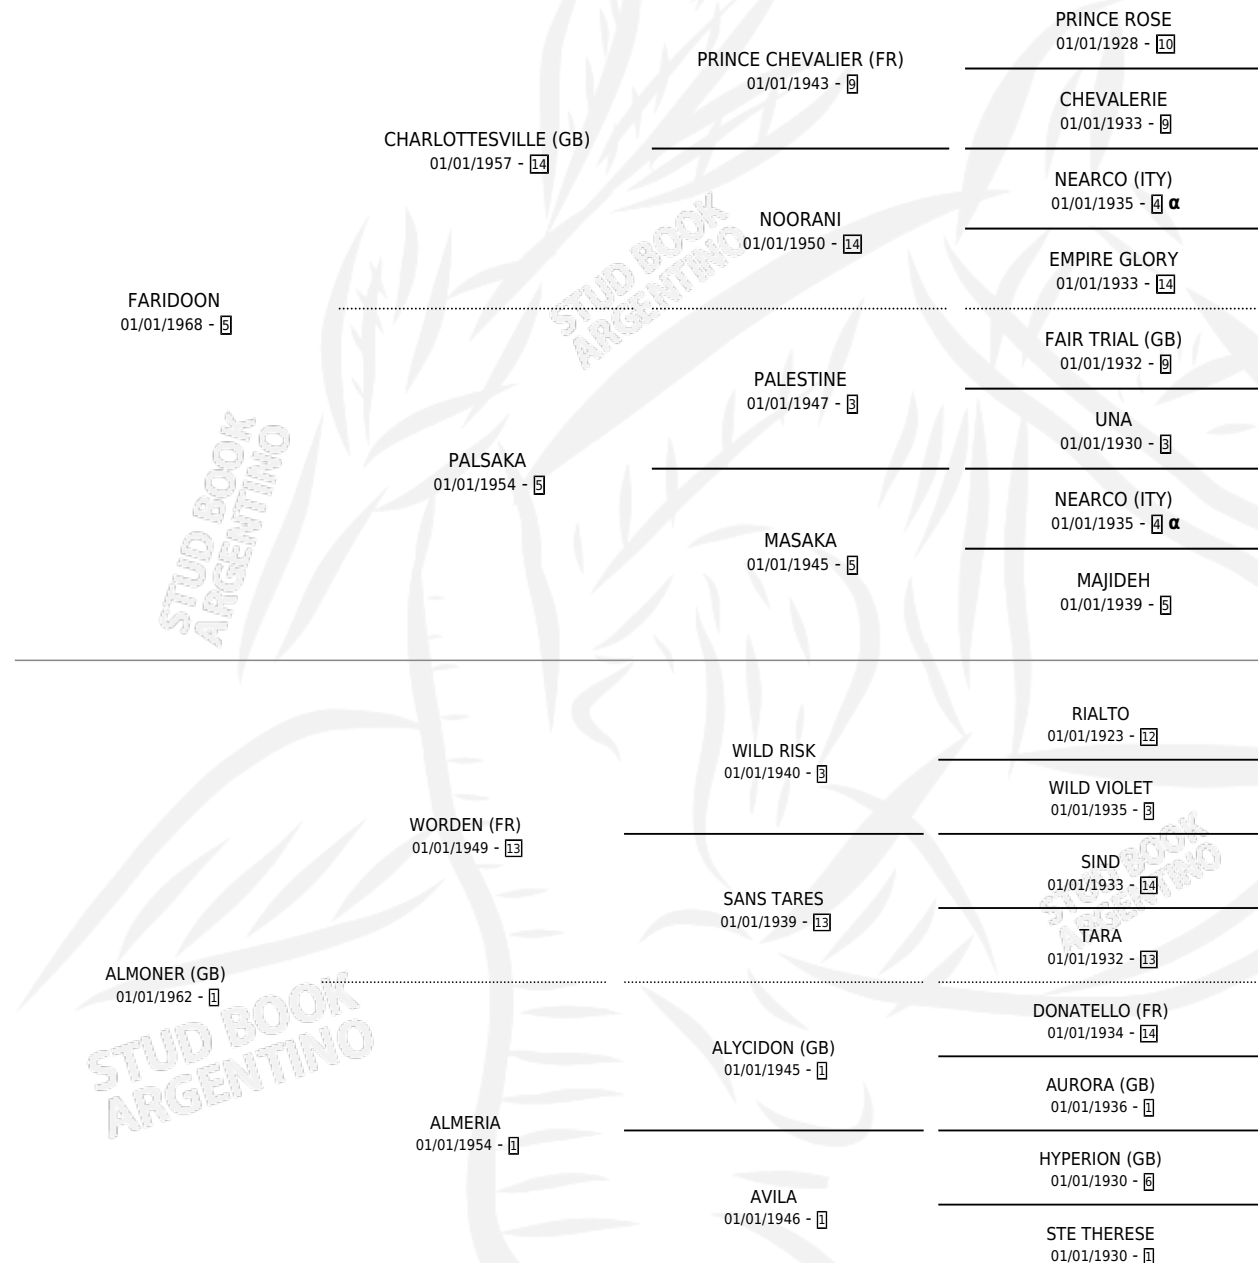 PRINCE ROSE
01/01/1928 - 10
PRINCE CHEVALIER (FR)
01/01/1943 - 9
CHEVALERIE
01/01/1933 - 9
CHARLOTTESVILLE (GB)
01/01/1957 - 14
NEARCO (ITY)
01/01/1935 - 4 α
NOORANI
01/01/1950 - 14
EMPIRE GLORY
01/01/1933 - 14
STUD BOOK
ARGENTINO
FARIDOON
01/01/1968 - 5
FAIR TRIAL (GB)
01/01/1932 - 9
PALESTINE
01/01/1947 - 3
UNA
01/01/1930 - 3
PALSAKA
01/01/1954 - 5
NEARCO (ITY)
01/01/1935 - 4 α
MASAKA
01/01/1945 - 5
MAJIDEH
01/01/1939 - 5
STUD BOOK
ARGENTINO
RIALTO
01/01/1923 - 12
WILD RISK
01/01/1940 - 3
WILD VIOLET
01/01/1935 - 3
WORDEN (FR)
01/01/1949 - 13
SIND
01/01/1933 - 14
SANS TARES
01/01/1939 - 13
TARA
01/01/1932 - 13
STUD BOOK
ARGENTINO
ALMONER (GB)
01/01/1962 - 1
DONATELLO (FR)
01/01/1934 - 14
ALYCIDON (GB)
01/01/1945 - 1
AURORA (GB)
01/01/1936 - 1
STUD BOOK
ARGENTINO
ALMERIA
01/01/1954 - 1
HYPERION (GB)
01/01/1930 - 6
AVILA
01/01/1946 - 1
STE THERESE
01/01/1930 - 1